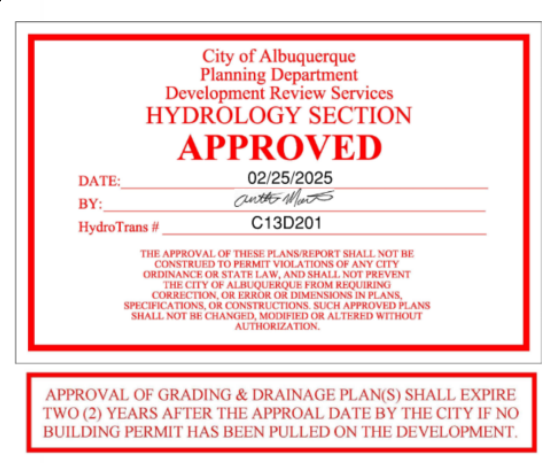 City of Albuquerque
Planning Department
Development Review Services
HYDROLOGY SECTION
APPROVED
DATE: 02/25/2025
BY:
HydroTrans # C13D201
THE APPROVAL OF THESE PLANS/REPORT SHALL NOT BE
CONSTRUED TO PERMIT VIOLATIONS OF ANY CITY
ORDINANCE OR STATE LAW, AND SHALL NOT PREVENT
THE CITY OF ALBUQUERQUE FROM REQUIRING
CORRECTION, OR ERROR OR DIMENSIONS IN PLANS,
SPECIFICATIONS, OR CONSTRUCTIONS. SUCH APPROVED PLANS
SHALL NOT BE CHANGED, MODIFIED OR ALTERED WITHOUT
AUTHORIZATION.
APPROVAL OF GRADING & DRAINAGE PLAN(S) SHALL EXPIRE
TWO (2) YEARS AFTER THE APPROAL DATE BY THE CITY IF NO
BUILDING PERMIT HAS BEEN PULLED ON THE DEVELOPMENT.